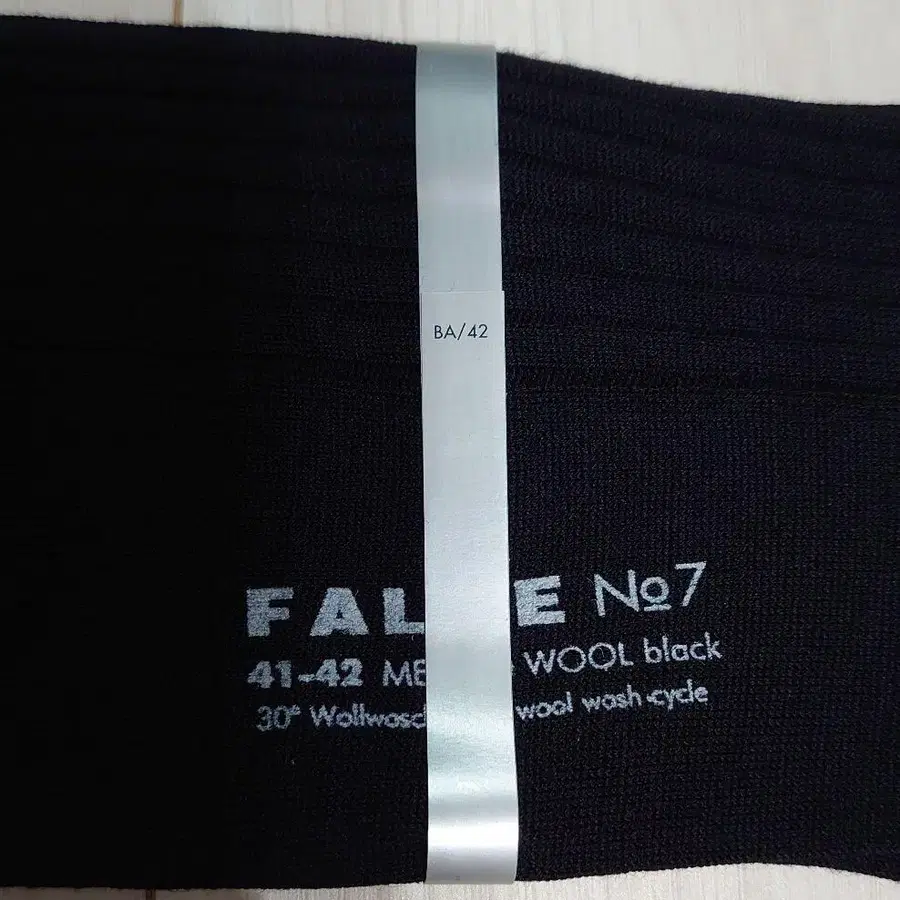 BA/42
FAL E No7
41-42 ME WOOL black
30° Wollwasc wool wash cycle